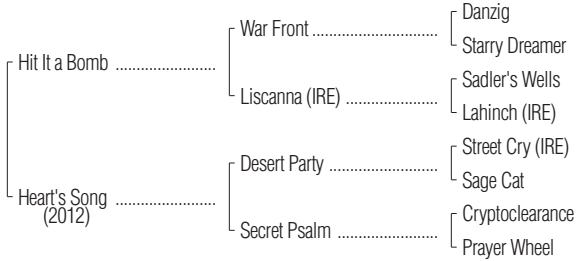 Danzig
War Front ........................
Starry Dreamer
Hit It a Bomb ........................
Sadler's Wells
Liscanna (IRE) ......................
Lahinch (IRE)
Street Cry (IRE)
Desert Party ..........................
Sage Cat
Heart's Song ........................
(2012)
Cryptoclearance
Secret Psalm ........................
Prayer Wheel